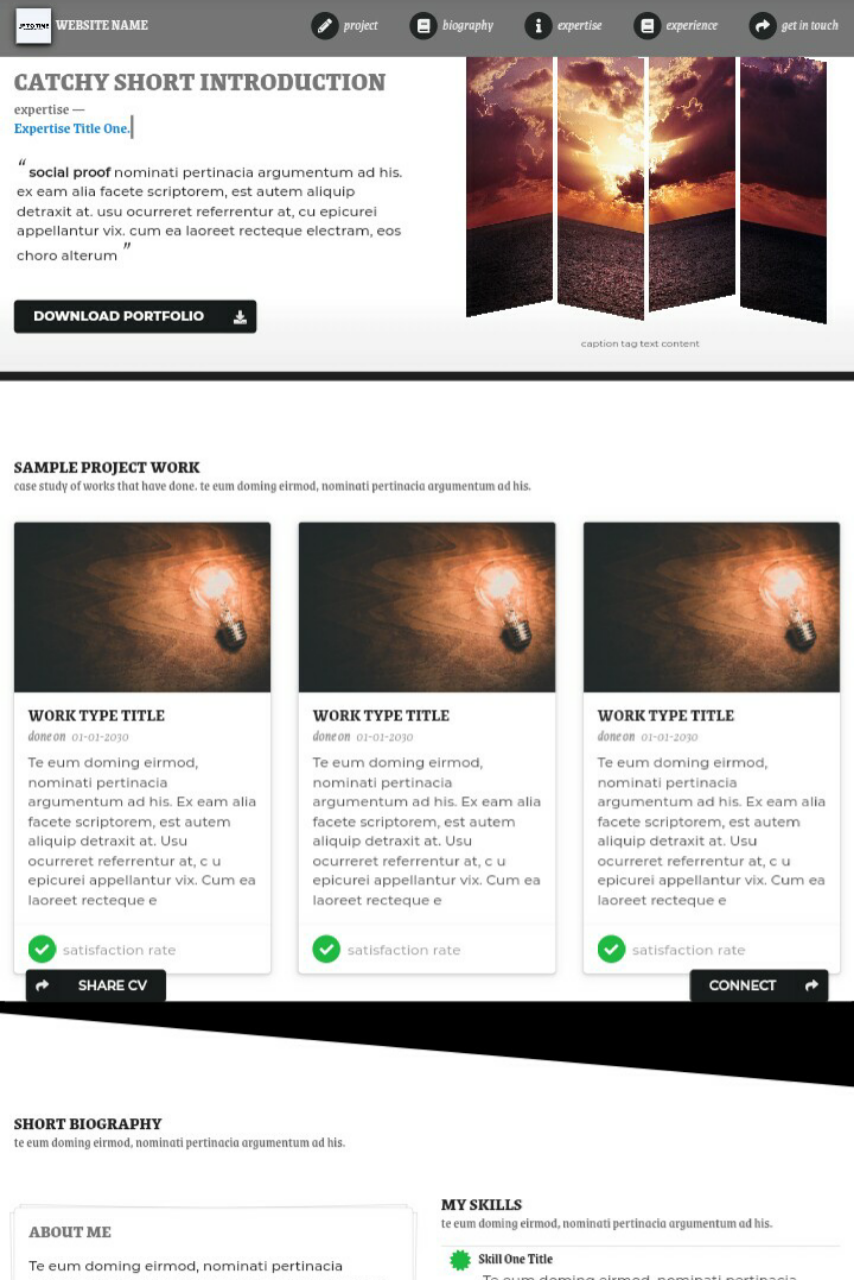 WEBSITE NAME
project
biography
expertise
experience
get in touch
CATCHY SHORT INTRODUCTION
expertise —
Expertise Title One.
“ social proof nominati pertinacia argumentum ad his.
ex eam alia facete scriptorem, est autem aliquip
detraxit at. usu ocurreret referrentur at, cu epicurei
appellantur vix. cum ea laoreet recteque electram, eos
choro alterum ”
DOWNLOAD PORTFOLIO
caption tag text content
SAMPLE PROJECT WORK
case study of works that have done. te eum doming eirmod, nominati pertinacia argumentum ad his.
WORK TYPE TITLE
done on 01-01-2030
Te eum doming eirmod,
nominati pertinacia
argumentum ad his. Ex eam alia
facete scriptorem, est autem
aliquip detraxit at. Usu
ocurreret referrentur at, c u
epicurei appellantur vix. Cum ea
laoreet recteque e
satisfaction rate
WORK TYPE TITLE
done on 01-01-2030
Te eum doming eirmod,
nominati pertinacia
argumentum ad his. Ex eam alia
facete scriptorem, est autem
aliquip detraxit at. Usu
ocurreret referrentur at, c u
epicurei appellantur vix. Cum ea
laoreet recteque e
satisfaction rate
WORK TYPE TITLE
done on 01-01-2030
Te eum doming eirmod,
nominati pertinacia
argumentum ad his. Ex eam alia
facete scriptorem, est autem
aliquip detraxit at. Usu
ocurreret referrentur at, c u
epicurei appellantur vix. Cum ea
laoreet recteque e
satisfaction rate
SHARE CV
CONNECT
SHORT BIOGRAPHY
te eum doming eirmod, nominati pertinacia argumentum ad his.
ABOUT ME
Te eum doming eirmod, nominati pertinacia
MY SKILLS
te eum doming eirmod, nominati pertinacia argumentum ad his.
Skill One Title
Te eum doming eirmod, nominati pertinacia